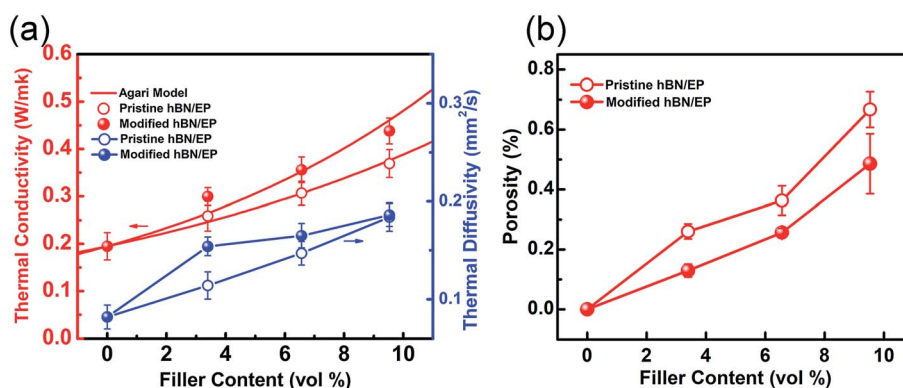 (a)
0.6
0.5
0.4
0.3
0.2
0.1
0.0
Thermal Conductivity (W/mk)
Agari Model
Pristine hBN/EP
Modified hBN/EP
Pristine hBN/EP
Modified hBN/EP
0.3
0.2
0.1
Thermal Diffusivity (mm²/s)
0 2 4 6 8 10
Filler Content (vol %)
(b)
0.8
0.6
0.4
0.2
0.0
Porosity (%)
Pristine hBN/EP
Modified hBN/EP
0 2 4 6 8 10
Filler Content (vol %)